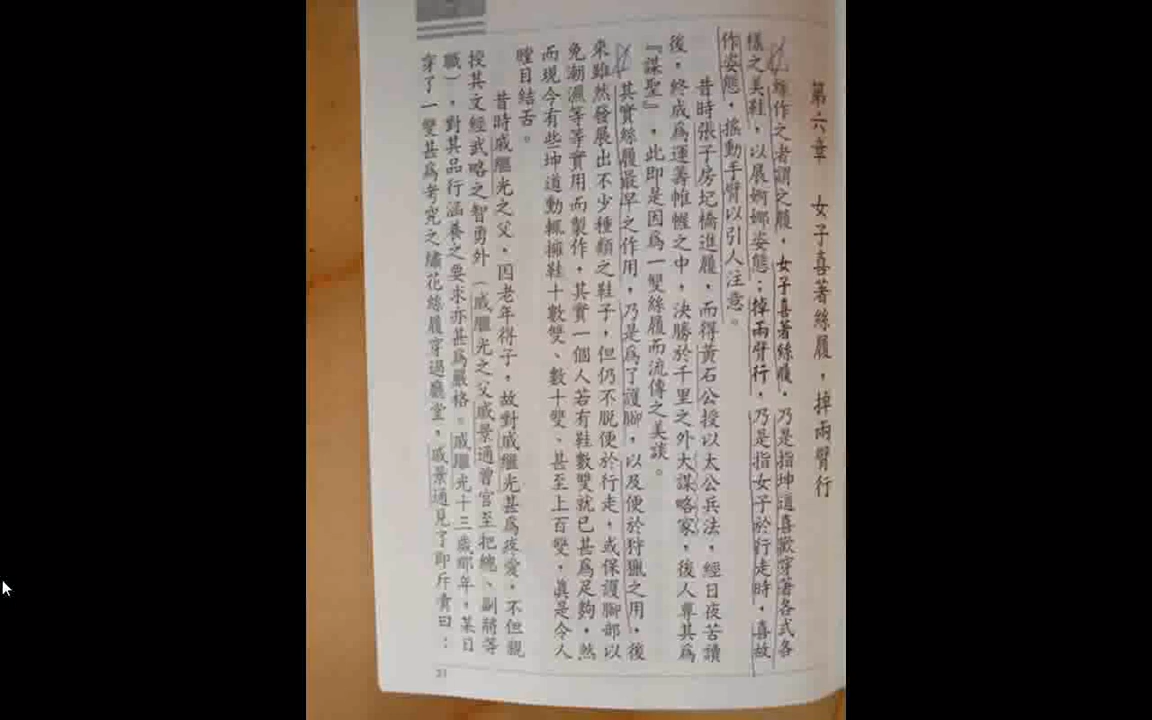 第六章　女子喜著絲履，掉兩臂行
作之者謂之履，女子喜著絲履，乃是指坤道喜歡穿著各式各
樣之美鞋，以展婀娜姿態；掉兩臂行，乃是指女子於行走時，喜故
作姿態，搖動手臂以引人注意。
昔時張子房圯橋進履，而得黃石公授以太公兵法，經日夜苦讀
後，終成為運籌帷幄之中，決勝於千里之外大謀略家，後人尊其為
『謀聖』，此即是因為一雙絲履而流傳之美談。
其實絲履最早之作用，乃是為了護腳，以及便於狩獵之用，後
來雖然發展出不少種類之鞋子，但仍不脫便於行走，或保護腳部以
免潮濕等等實用而製作，其實一個人若有鞋數雙就已甚為足夠，然
而現今有些坤道動輒擁鞋十數雙、數十雙、甚至上百雙，真是令人
瞠目結舌。
昔時戚繼光之父，因老年得子，故對戚繼光甚為疼愛，不但親
授其文經武略之智勇外（戚繼光之父戚景通曾官至把總、副將等
職），對其品行涵養之要求亦甚為嚴格。戚繼光十三歲那年，某日
穿了一雙甚為考究之繡花絲履穿過廳堂，戚景通見了即斥責曰：
21